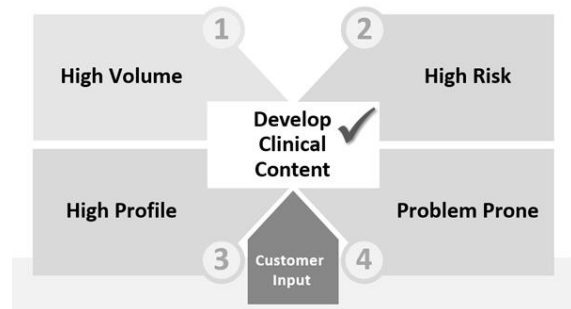 1
2
High Volume
High Risk
Develop
Clinical
Content
High Profile
Problem Prone
3
Customer
Input
4